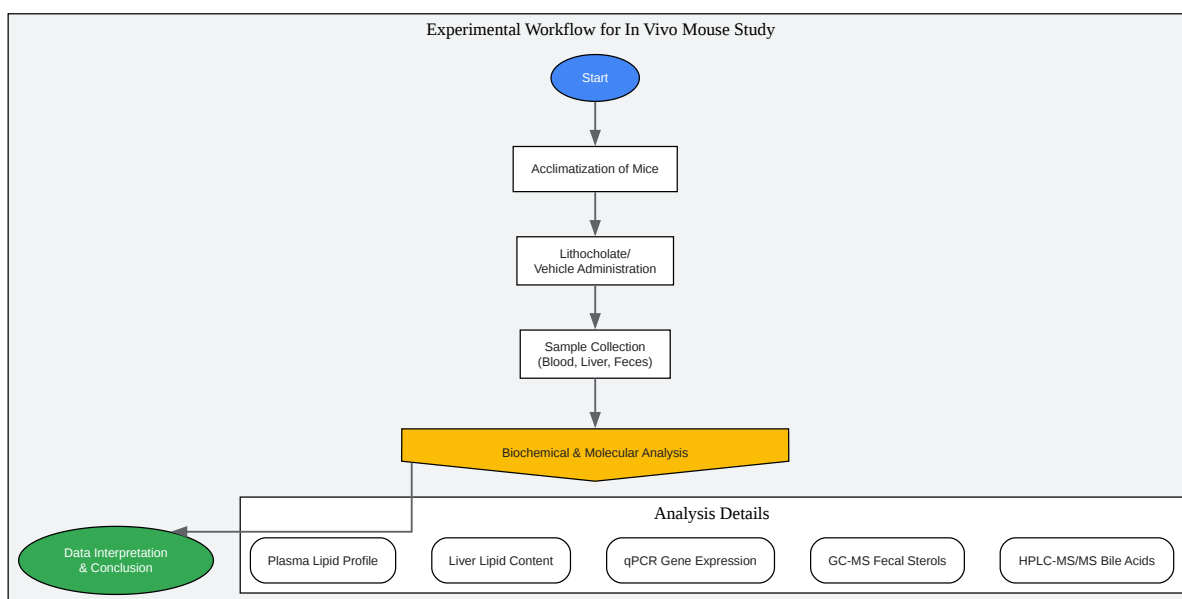 Experimental Workflow for In Vivo Mouse Study
Start
Acclimatization of Mice
Lithocholate/
Vehicle Administration
Sample Collection
(Blood, Liver, Feces)
Biochemical & Molecular Analysis
Analysis Details
Data Interpretation
& Conclusion
Plasma Lipid Profile
Liver Lipid Content
qPCR Gene Expression
GC-MS Fecal Sterols
HPLC-MS/MS Bile Acids